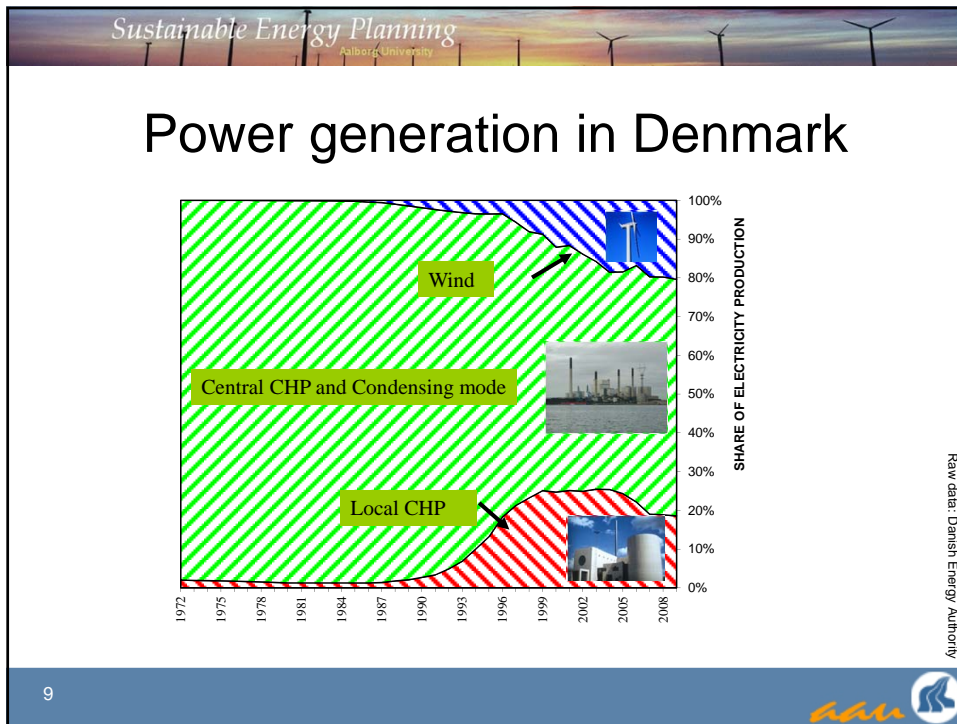 Sustainable Energy Planning
Aalborg University
Power generation in Denmark
100%
90%
80%
70%
60%
50%
40%
30%
20%
10%
0%
SHARE OF ELECTRICITY PRODUCTION
Wind
Central CHP and Condensing mode
Local CHP
1972
1975
1978
1981
1984
1987
1990
1993
1996
1999
2002
2005
2008
Raw data: Danish Energy Authority
9
aau